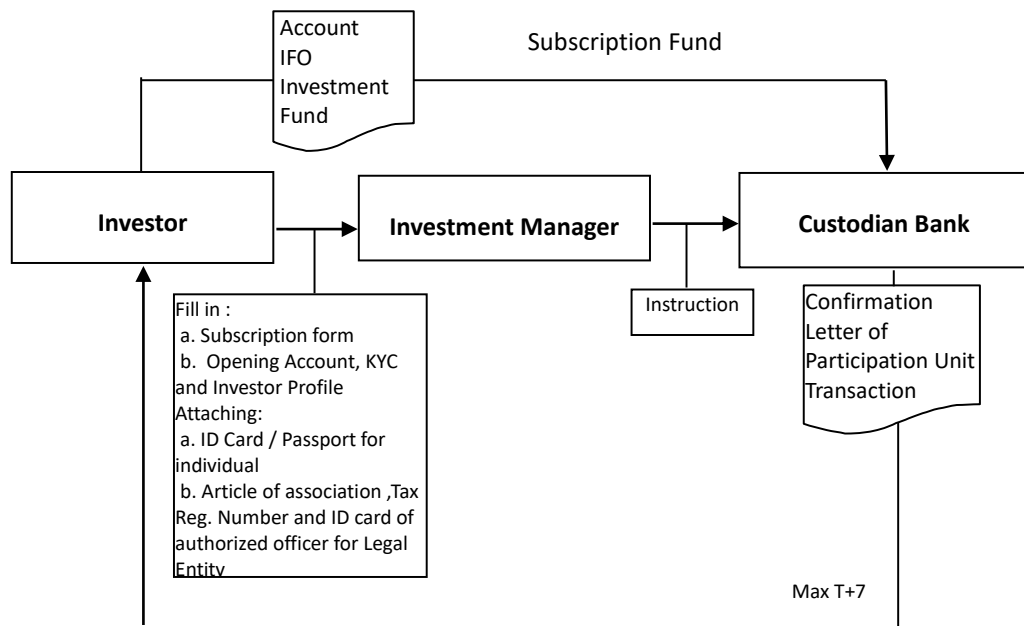 Account
IFO
Investment
Fund
Subscription Fund
Investor
Investment Manager
Custodian Bank
Fill in :
a. Subscription form
b. Opening Account, KYC
and Investor Profile
Attaching:
a. ID Card / Passport for
individual
b. Article of association ,Tax
Reg. Number and ID card of
authorized officer for Legal
Entity
Instruction
Confirmation
Letter of
Participation Unit
Transaction
Max T+7